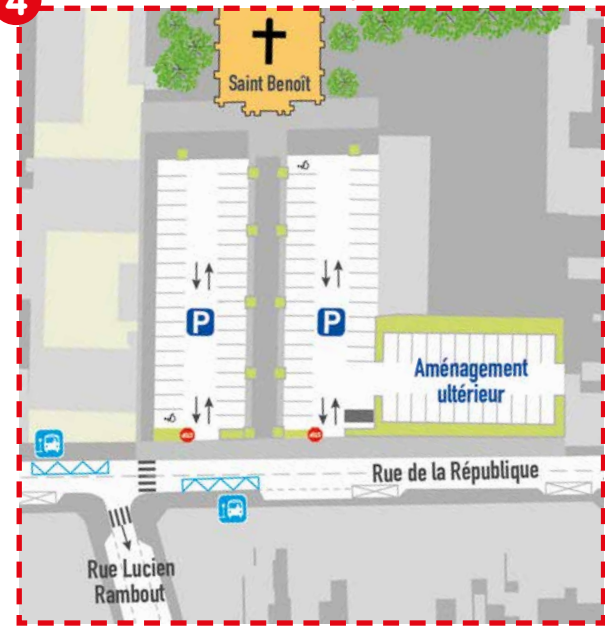 4
Saint Benoît
P
P
Aménagement
ultérieur
Rue de la République
Rue Lucien
Rambout